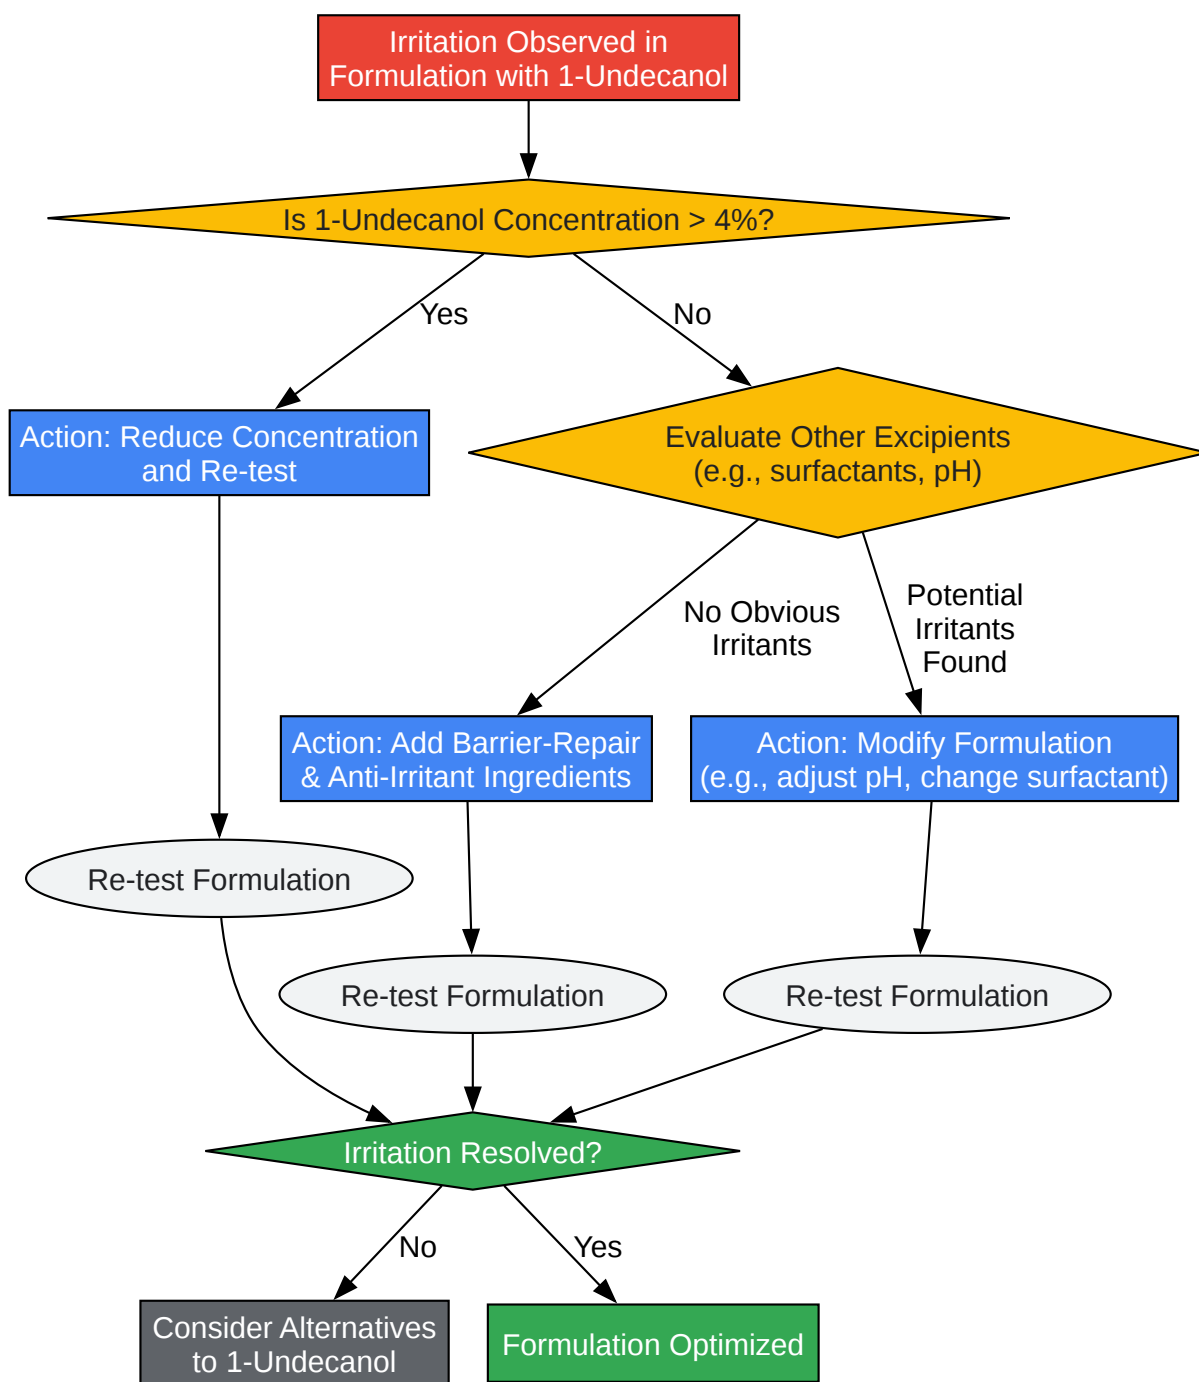 Irritation Observed in
Formulation with 1-Undecanol
Is 1-Undecanol Concentration > 4%?
Yes
No
Action: Reduce Concentration
and Re-test
Evaluate Other Excipients
(e.g., surfactants, pH)
No Obvious
Irritants
Potential
Irritants
Found
Action: Add Barrier-Repair
& Anti-Irritant Ingredients
Action: Modify Formulation
(e.g., adjust pH, change surfactant)
Re-test Formulation
Re-test Formulation
Re-test Formulation
Irritation Resolved?
No
Yes
Consider Alternatives
to 1-Undecanol
Formulation Optimized